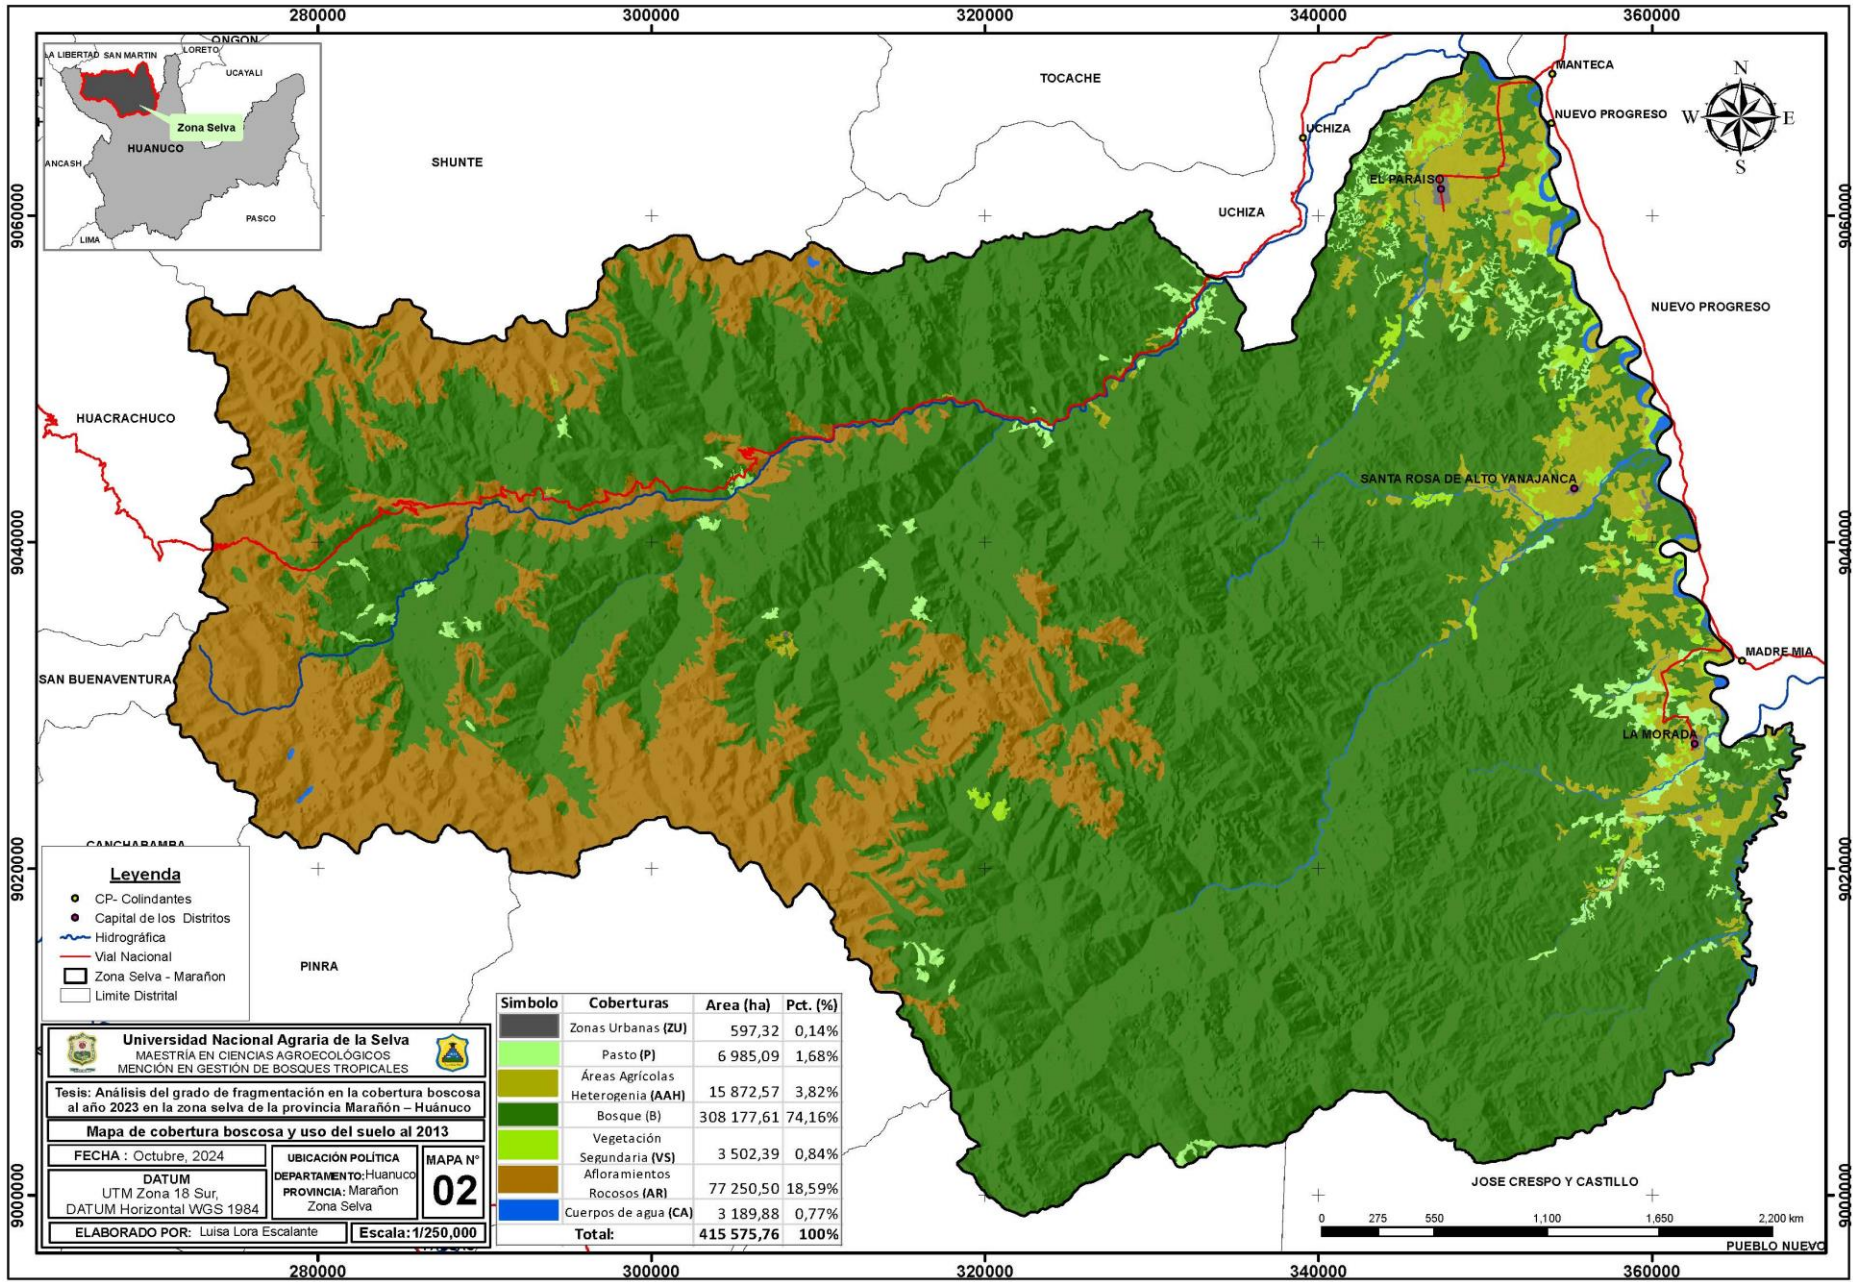 280000
300000
320000
340000
360000
ONGON
LA LIBERTAD
SAN MARTIN
LORETO
UCAYALI
Zona Selva
HUANUCO
ANCASH
PASCO
LIMA
TOCACHE
SHUNTE
UCHIZA
UCHIZA
MANTECA
NUEVO PROGRESO
N
W
E
S
EL PARAISO
9060000
9060000
NUEVO PROGRESO
HUACRACHUCO
SANTA ROSA DE ALTO YANAJANCA
9040000
9040000
SAN BUENAVENTURA
MADRE MIA
LA MORADA
CANCHABAMBA
9020000
9020000
Leyenda
CP- Colindantes
Capital de los Distritos
Hidrográfica
Vial Nacional
Zona Selva - Marañon
Limite Distrital
PINRA
Universidad Nacional Agraria de la Selva
MAESTRÍA EN CIENCIAS AGROECOLÓGICOS
MENCIÓN EN GESTIÓN DE BOSQUES TROPICALES
Tesis: Análisis del grado de fragmentación en la cobertura boscosa
al año 2023 en la zona selva de la provincia Marañón – Huánuco
Mapa de cobertura boscosa y uso del suelo al 2013
FECHA : Octubre, 2024
DATUM
UTM Zona 18 Sur,
DATUM Horizontal WGS 1984
UBICACIÓN POLÍTICA
DEPARTAMENTO: Huanuco
PROVINCIA: Marañon
Zona Selva
MAPA N°
02
ELABORADO POR: Luisa Lora Escalante
Escala: 1/250,000
Simbolo Coberturas Area (ha) Pct. (%)
Zonas Urbanas (ZU) 597,32 0,14%
Pasto (P) 6 985,09 1,68%
Áreas Agrícolas
Heterogenia (AAH) 15 872,57 3,82%
Bosque (B) 308 177,61 74,16%
Vegetación
Segundaria (VS) 3 502,39 0,84%
Afloramientos
Rocosos (AR) 77 250,50 18,59%
Cuerpos de agua (CA) 3 189,88 0,77%
Total: 415 575,76 100%
9000000
9000000
JOSE CRESPO Y CASTILLO
0 275 550 1,100 1,650 2,200 km
PUEBLO NUEVO
280000
300000
320000
340000
360000